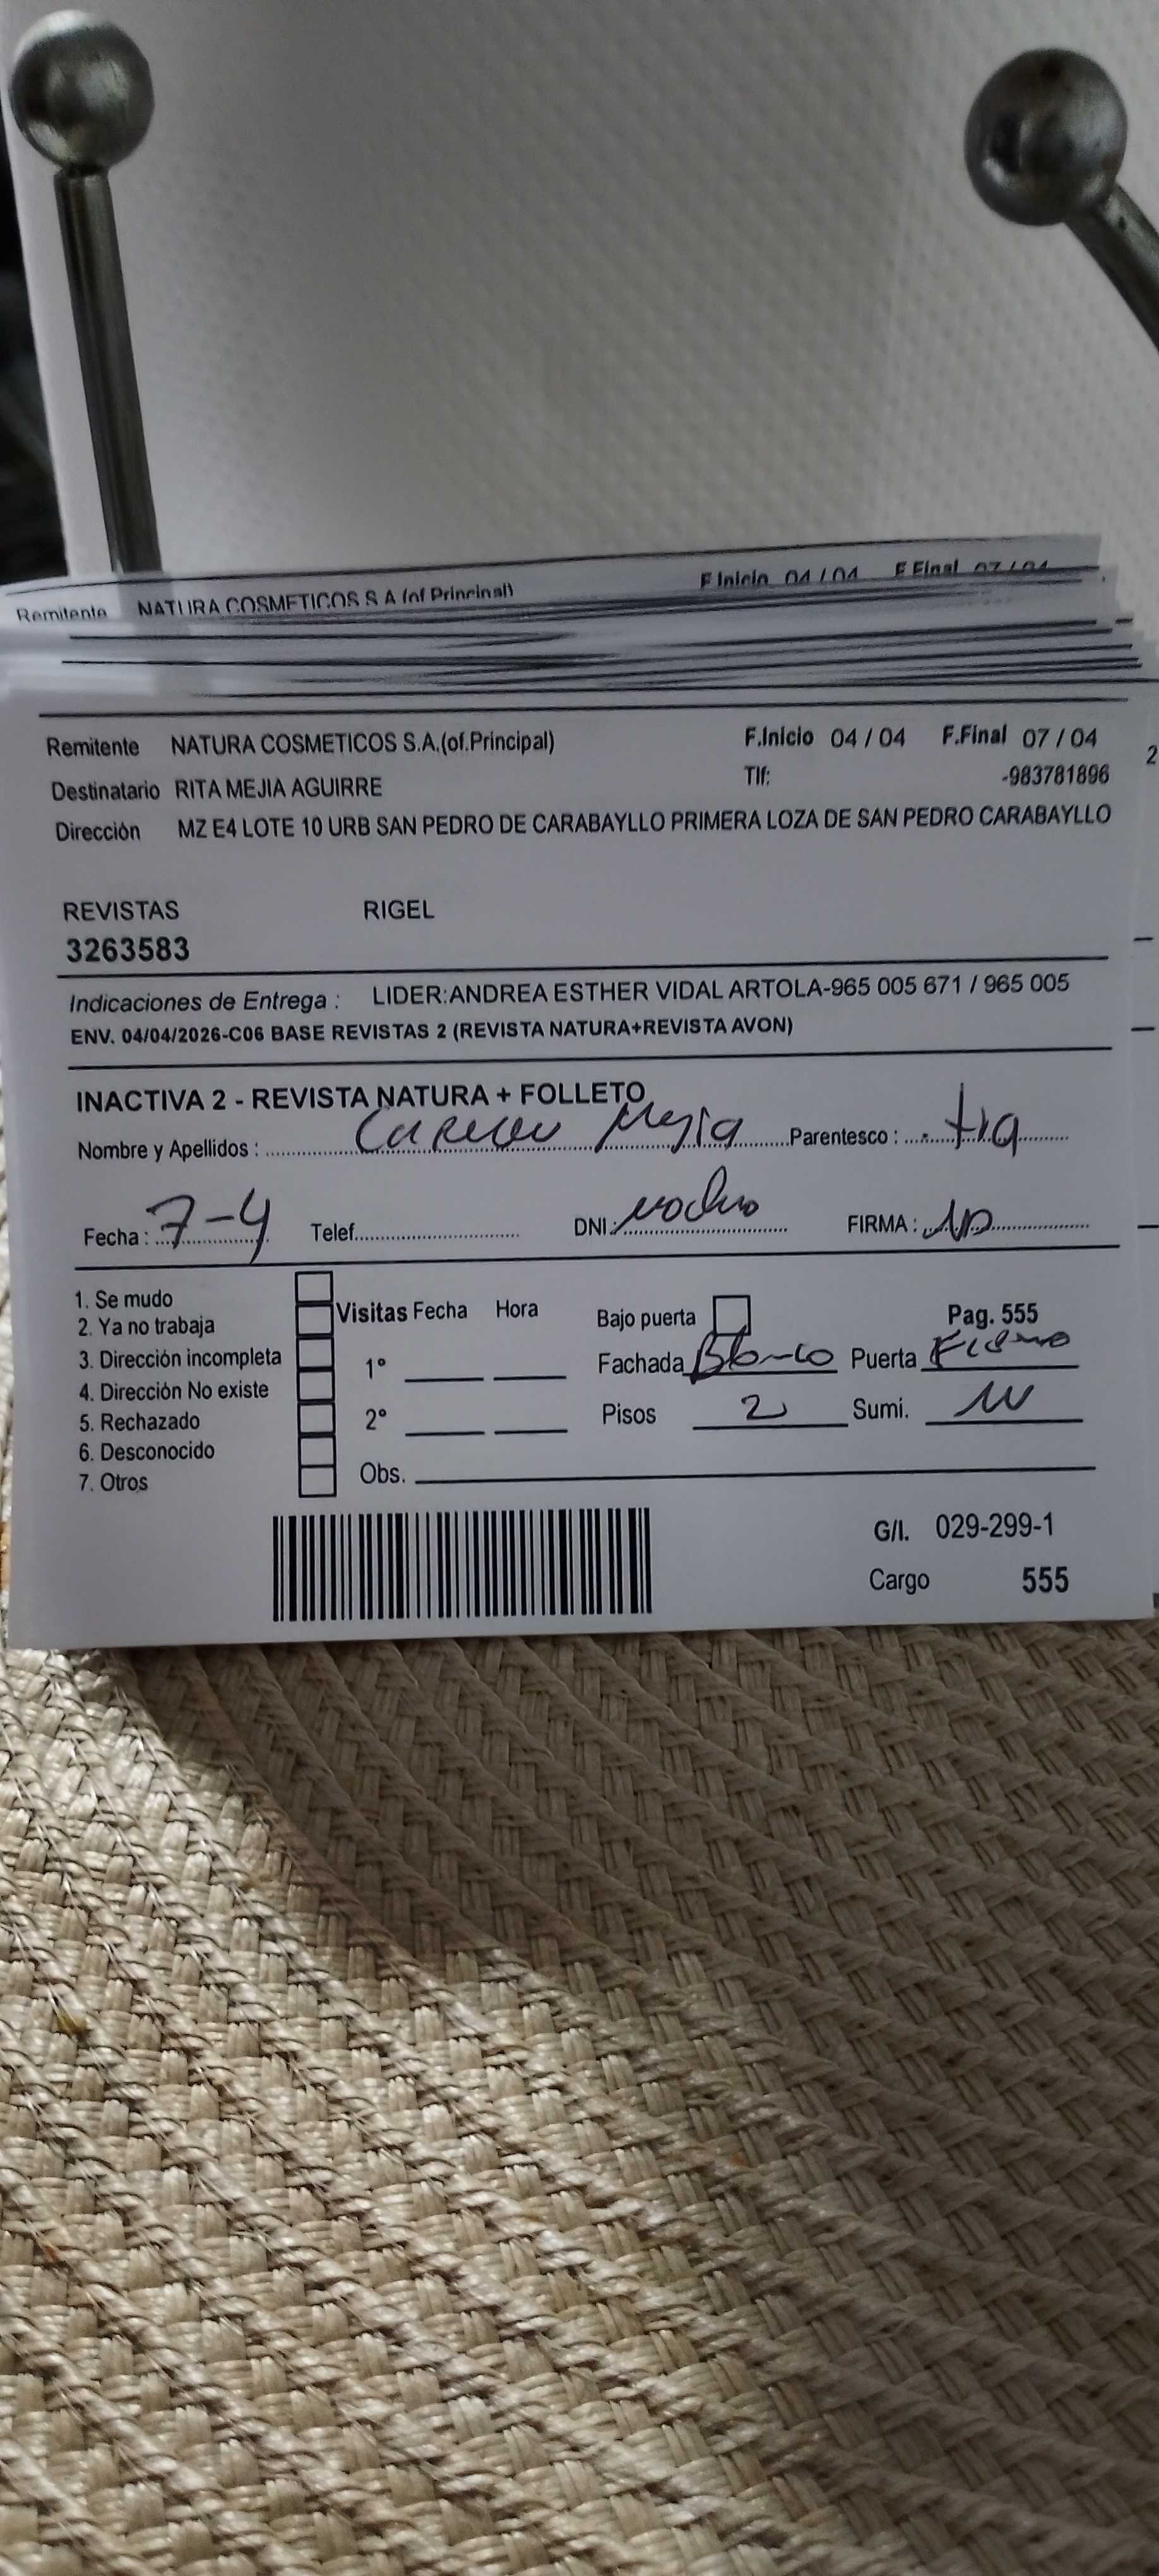 Remitente NATURA COSMETICOS S.A.(of.Principal) F.Inicio 04/04 F.Final 07/04
Remitente NATURA COSMETICOS S.A.(of.Principal) F.Inicio 04 / 04 F.Final 07 / 04
Destinatario RITA MEJIA AGUIRRE Tlf: -983781896
2
Dirección MZ E4 LOTE 10 URB SAN PEDRO DE CARABAYLLO PRIMERA LOZA DE SAN PEDRO CARABAYLLO
REVISTAS RIGEL
3263583
Indicaciones de Entrega : LIDER:ANDREA ESTHER VIDAL ARTOLA-965 005 671 / 965 005
ENV. 04/04/2026-C06 BASE REVISTAS 2 (REVISTA NATURA+REVISTA AVON)
INACTIVA 2 - REVISTA NATURA + FOLLETO
Nombre y Apellidos : Carmen Mejia Parentesco : tia
Fecha : 7-4 Telef. DNI: FIRMA :
1. Se mudo
2. Ya no trabaja Visitas Fecha Hora Bajo puerta Pag. 555
3. Dirección incompleta 1° Fachada Blanco Puerta Fierro
4. Dirección No existe
5. Rechazado 2° Pisos 2 Sumi.
6. Desconocido
7. Otros Obs.
G/I. 029-299-1
Cargo 555